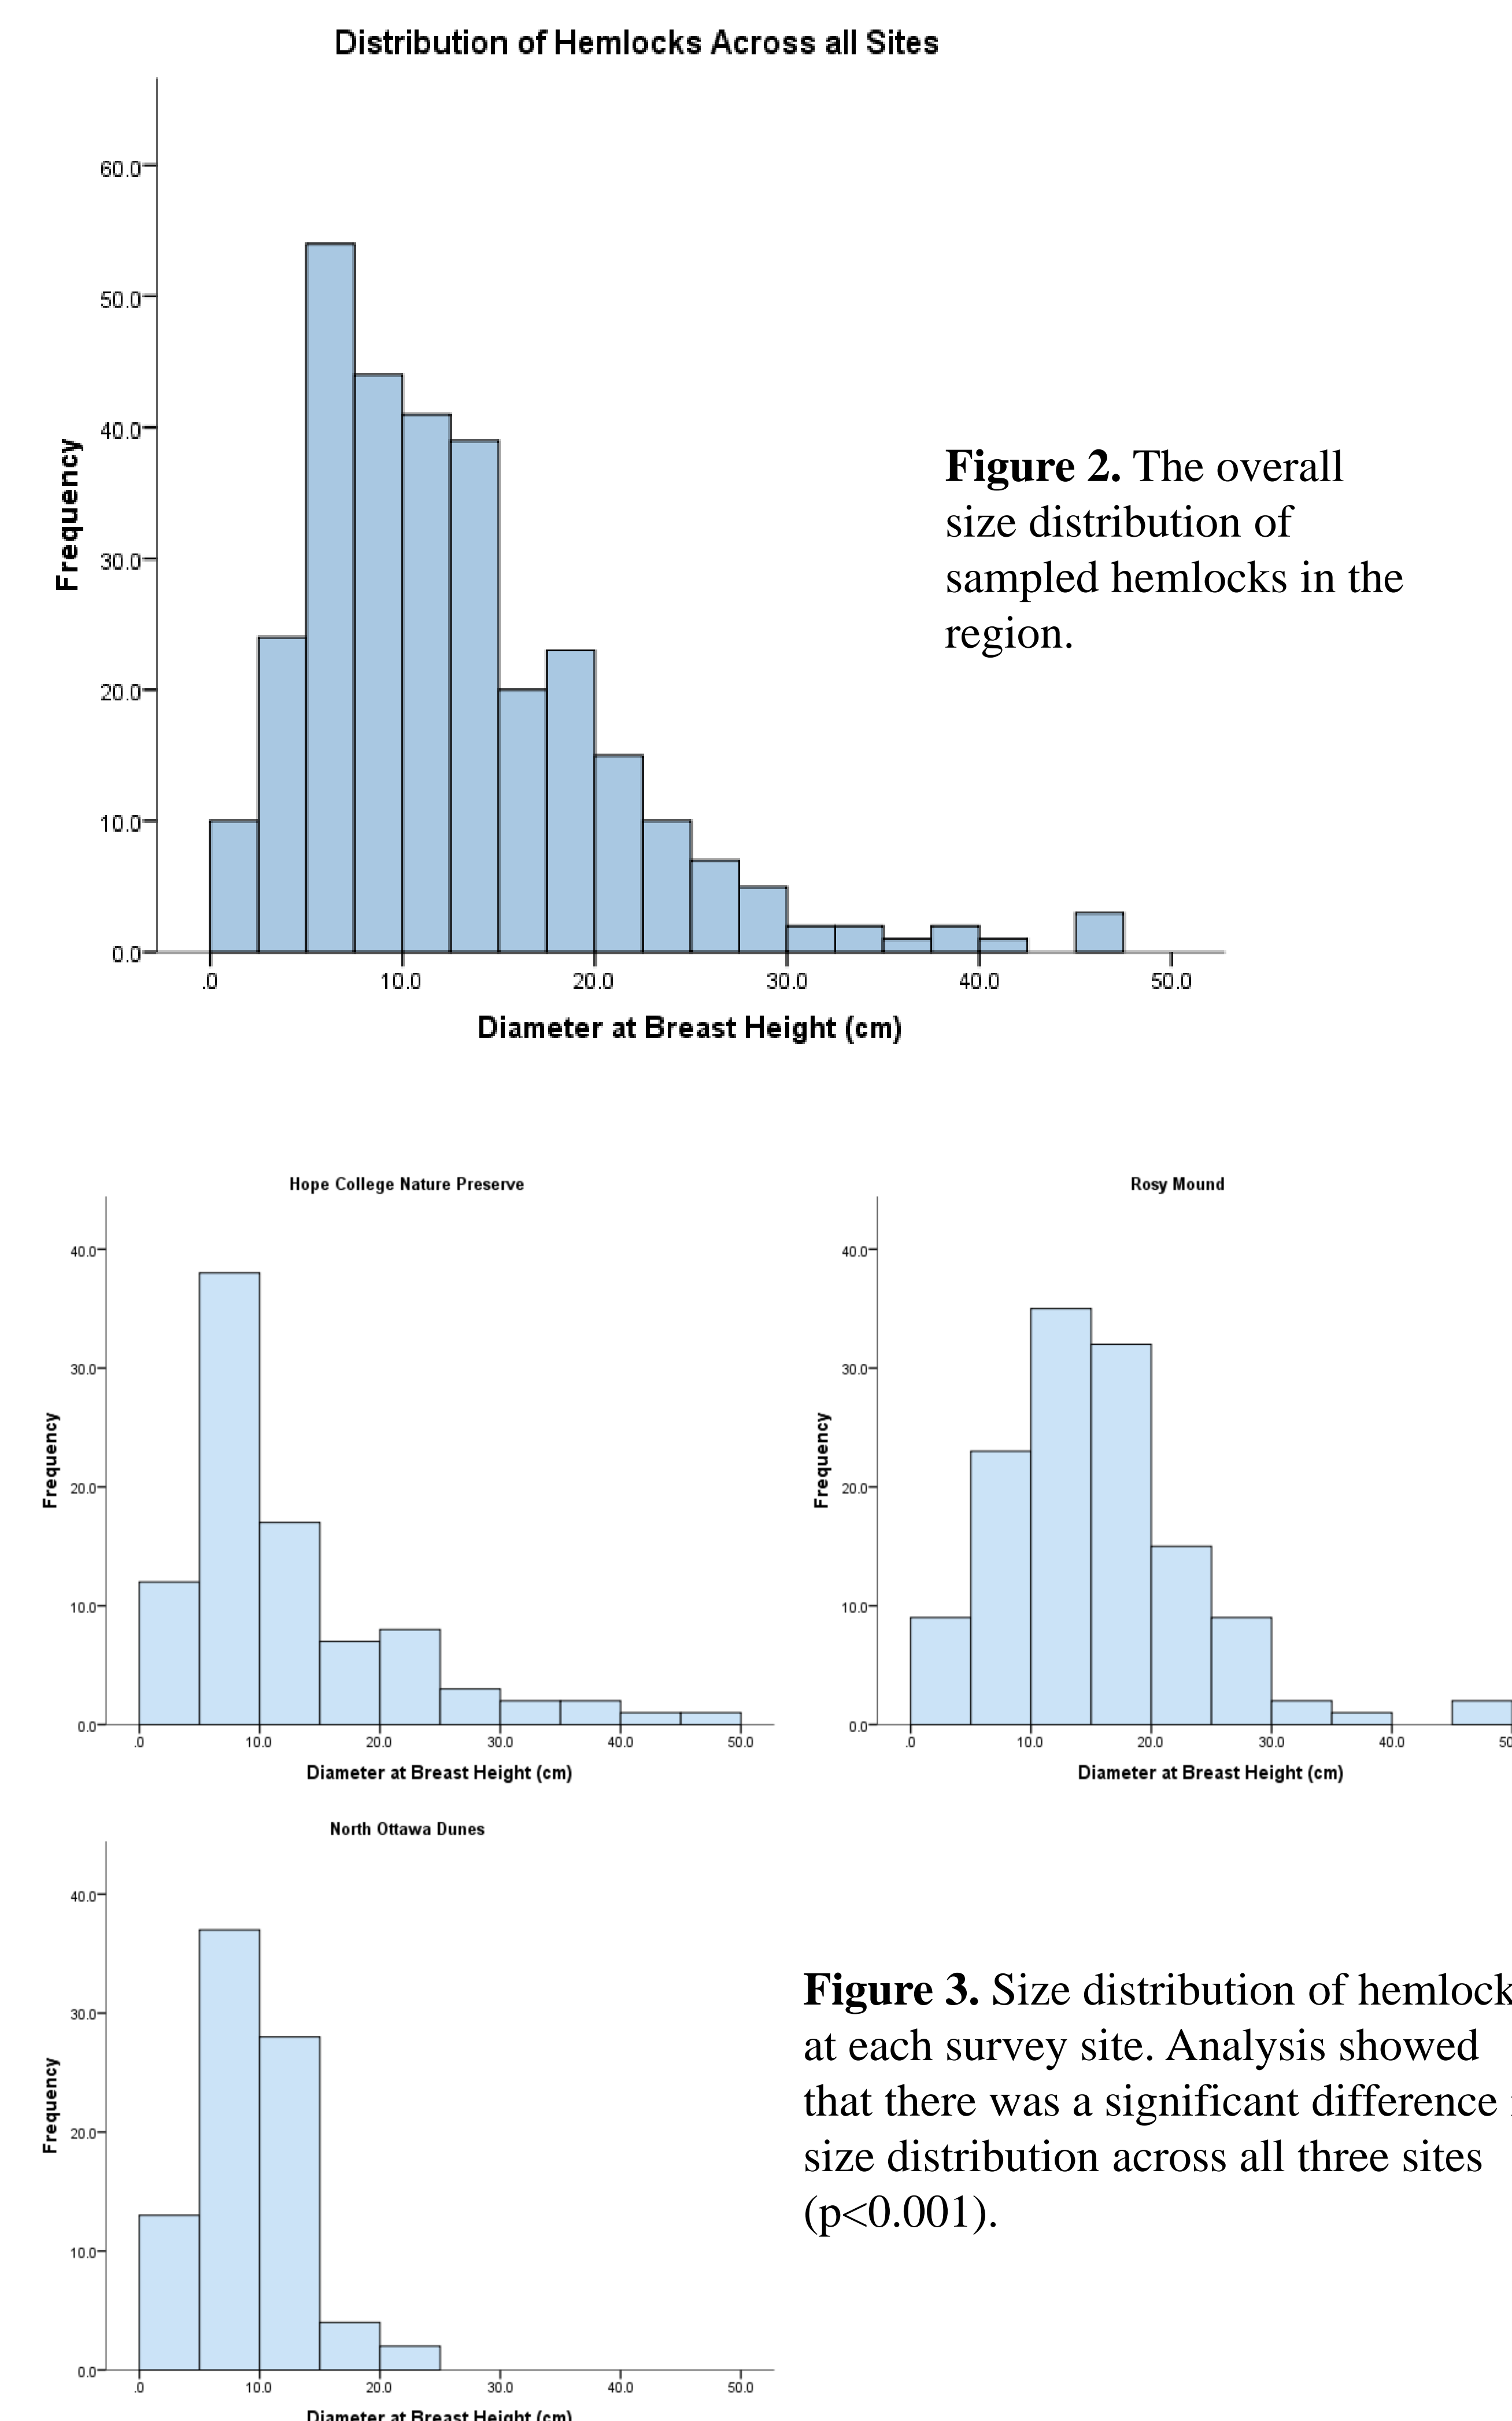 Distribution of Hemlocks Across all Sites
60.0
50.0
40.0
30.0
20.0
10.0
0.0
Frequency
.0 10.0 20.0 30.0 40.0 50.0
Diameter at Breast Height (cm)
Figure 2. The overall
size distribution of
sampled hemlocks in the
region.
Hope College Nature Preserve
40.0
30.0
20.0
10.0
0.0
Frequency
.0 10.0 20.0 30.0 40.0 50.0
Diameter at Breast Height (cm)
Rosy Mound
40.0
30.0
20.0
10.0
0.0
Frequency
.0 10.0 20.0 30.0 40.0 50
Diameter at Breast Height (cm)
North Ottawa Dunes
40.0
30.0
20.0
10.0
0.0
Frequency
.0 10.0 20.0 30.0 40.0 50.0
Diameter at Breast Height (cm)
Figure 3. Size distribution of hemlock
at each survey site. Analysis showed
that there was a significant difference
size distribution across all three sites
(p<0.001).